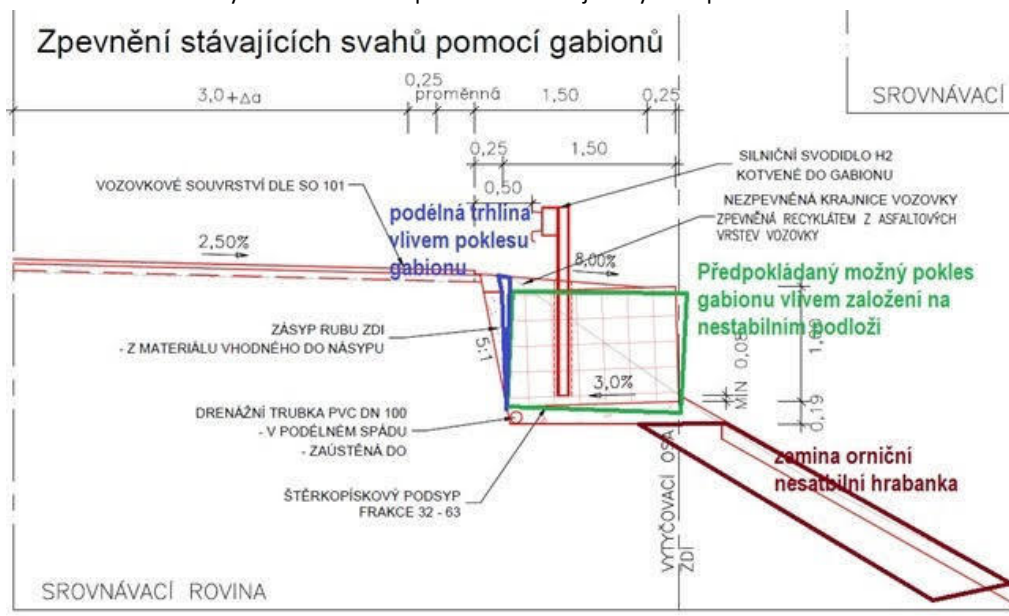 Zpevnění stávajících svahů pomocí gabionů
0,25
3,0+Δa
proměnná
1,50
0,25
SROVNÁVACÍ
0,25
1,50
SILNIČNÍ SVODIDLO H2
KOTVENÉ DO GABIONU
VOZOVKOVÉ SOUVRSTVÍ DLE SO 101
0,50
NEZPEVNĚNÁ KRAJNICE VOZOVKY
ZPEVNĚNÁ RECYKLÁTEM Z ASFALTOVÝCH
VRSTEV VOZOVKY
podélná trhlina
vlivem poklesu
gabionu
2,50%
8,00%
Předpokládaný možný pokles
gabionu vlivem založení na
nestabilním podloží
ZÁSYP RUBU ZDI
- Z MATERIÁLU VHODNÉHO DO NÁSYPU
5:1
3,0%
MIN 0,05
0,19
DRENÁŽNÍ TRUBKA PVC DN 100
- V PODÉLNÉM SPÁDU
- ZAÚSTĚNÁ DO
ŠTĚRKOPÍSKOVÝ PODSYP
FRAKCE 32 - 63
zamina orniční
nesatbilní hrabanka
VYTYČOVACÍ OSA
ZDI
SROVNÁVACÍ ROVINA